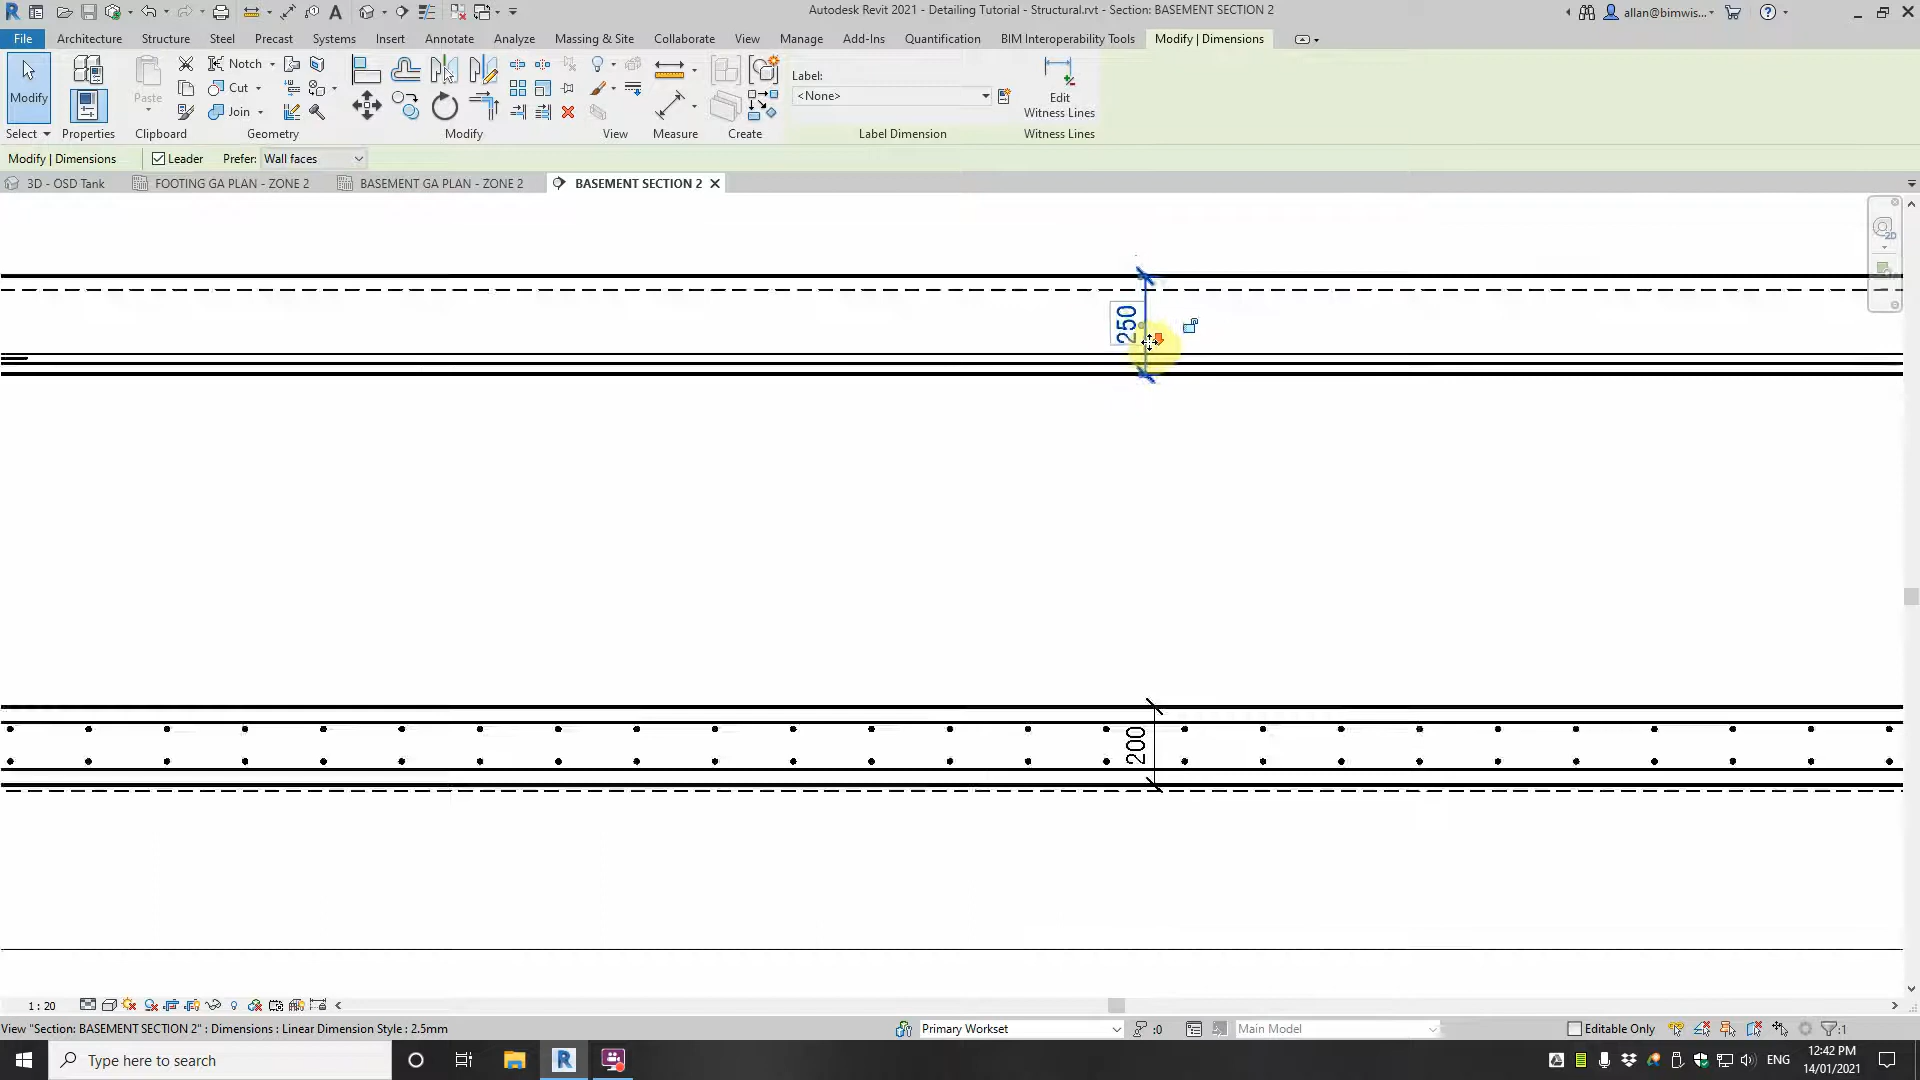 Autodesk Revit 2021 - Detailing Tutorial - Structural.rvt - Section: BASEMENT SECTION 2
allan@bimwis...
File Architecture Structure Steel Precast Systems Insert Annotate Analyze Massing & Site Collaborate View Manage Add-Ins Quantification BIM Interoperability Tools Modify | Dimensions
Modify
Paste
Notch
Cut
Join
Label:
<None>
Edit
Witness Lines
Select Properties Clipboard Geometry Modify View Measure Create Label Dimension Witness Lines
Modify | Dimensions Leader Prefer: Wall faces
3D - OSD Tank FOOTING GA PLAN - ZONE 2 BASEMENT GA PLAN - ZONE 2 BASEMENT SECTION 2
2D
250
200
1 : 20
View "Section: BASEMENT SECTION 2" : Dimensions : Linear Dimension Style : 2.5mm Primary Workset :0 Main Model Editable Only :1
Type here to search
ENG
12:42 PM
14/01/2021